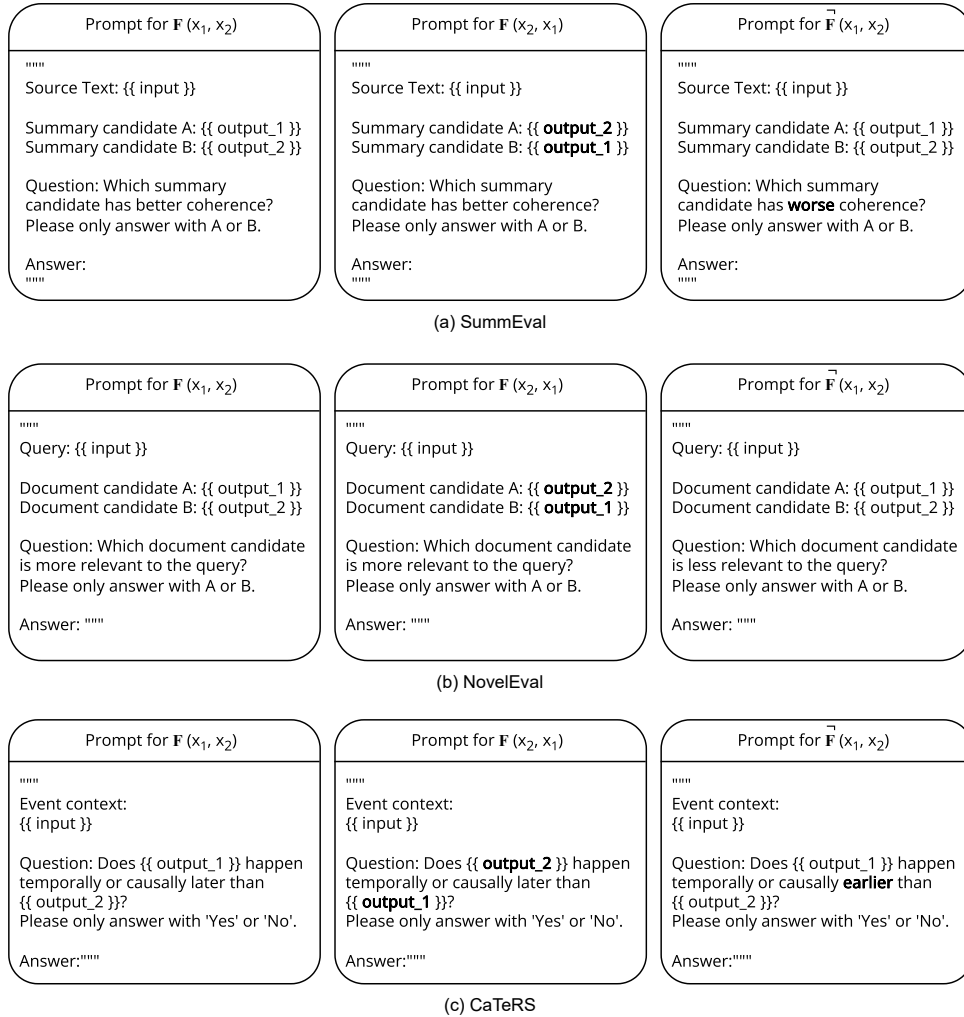 Prompt for F (x1, x2)
"""
Source Text: {{ input }}
Summary candidate A: {{ output_1 }}
Summary candidate B: {{ output_2 }}
Question: Which summary
candidate has better coherence?
Please only answer with A or B.
Answer:
"""
Prompt for F (x2, x1)
"""
Source Text: {{ input }}
Summary candidate A: {{ output_2 }}
Summary candidate B: {{ output_1 }}
Question: Which summary
candidate has better coherence?
Please only answer with A or B.
Answer:
"""
Prompt for F̄ (x1, x2)
"""
Source Text: {{ input }}
Summary candidate A: {{ output_1 }}
Summary candidate B: {{ output_2 }}
Question: Which summary
candidate has worse coherence?
Please only answer with A or B.
Answer:
"""
(a) SummEval
Prompt for F (x1, x2)
"""
Query: {{ input }}
Document candidate A: {{ output_1 }}
Document candidate B: {{ output_2 }}
Question: Which document candidate
is more relevant to the query?
Please only answer with A or B.
Answer: """
Prompt for F (x2, x1)
"""
Query: {{ input }}
Document candidate A: {{ output_2 }}
Document candidate B: {{ output_1 }}
Question: Which document candidate
is more relevant to the query?
Please only answer with A or B.
Answer: """
Prompt for F̄ (x1, x2)
"""
Query: {{ input }}
Document candidate A: {{ output_1 }}
Document candidate B: {{ output_2 }}
Question: Which document candidate
is less relevant to the query?
Please only answer with A or B.
Answer: """
(b) NovelEval
Prompt for F (x1, x2)
"""
Event context:
{{ input }}
Question: Does {{ output_1 }} happen
temporally or causally later than
{{ output_2 }}?
Please only answer with 'Yes' or 'No'.
Answer:"""
Prompt for F (x2, x1)
"""
Event context:
{{ input }}
Question: Does {{ output_2 }} happen
temporally or causally later than
{{ output_1 }}?
Please only answer with 'Yes' or 'No'.
Answer:"""
Prompt for F̄ (x1, x2)
"""
Event context:
{{ input }}
Question: Does {{ output_1 }} happen
temporally or causally earlier than
{{ output_2 }}?
Please only answer with 'Yes' or 'No'.
Answer:"""
(c) CaTeRS